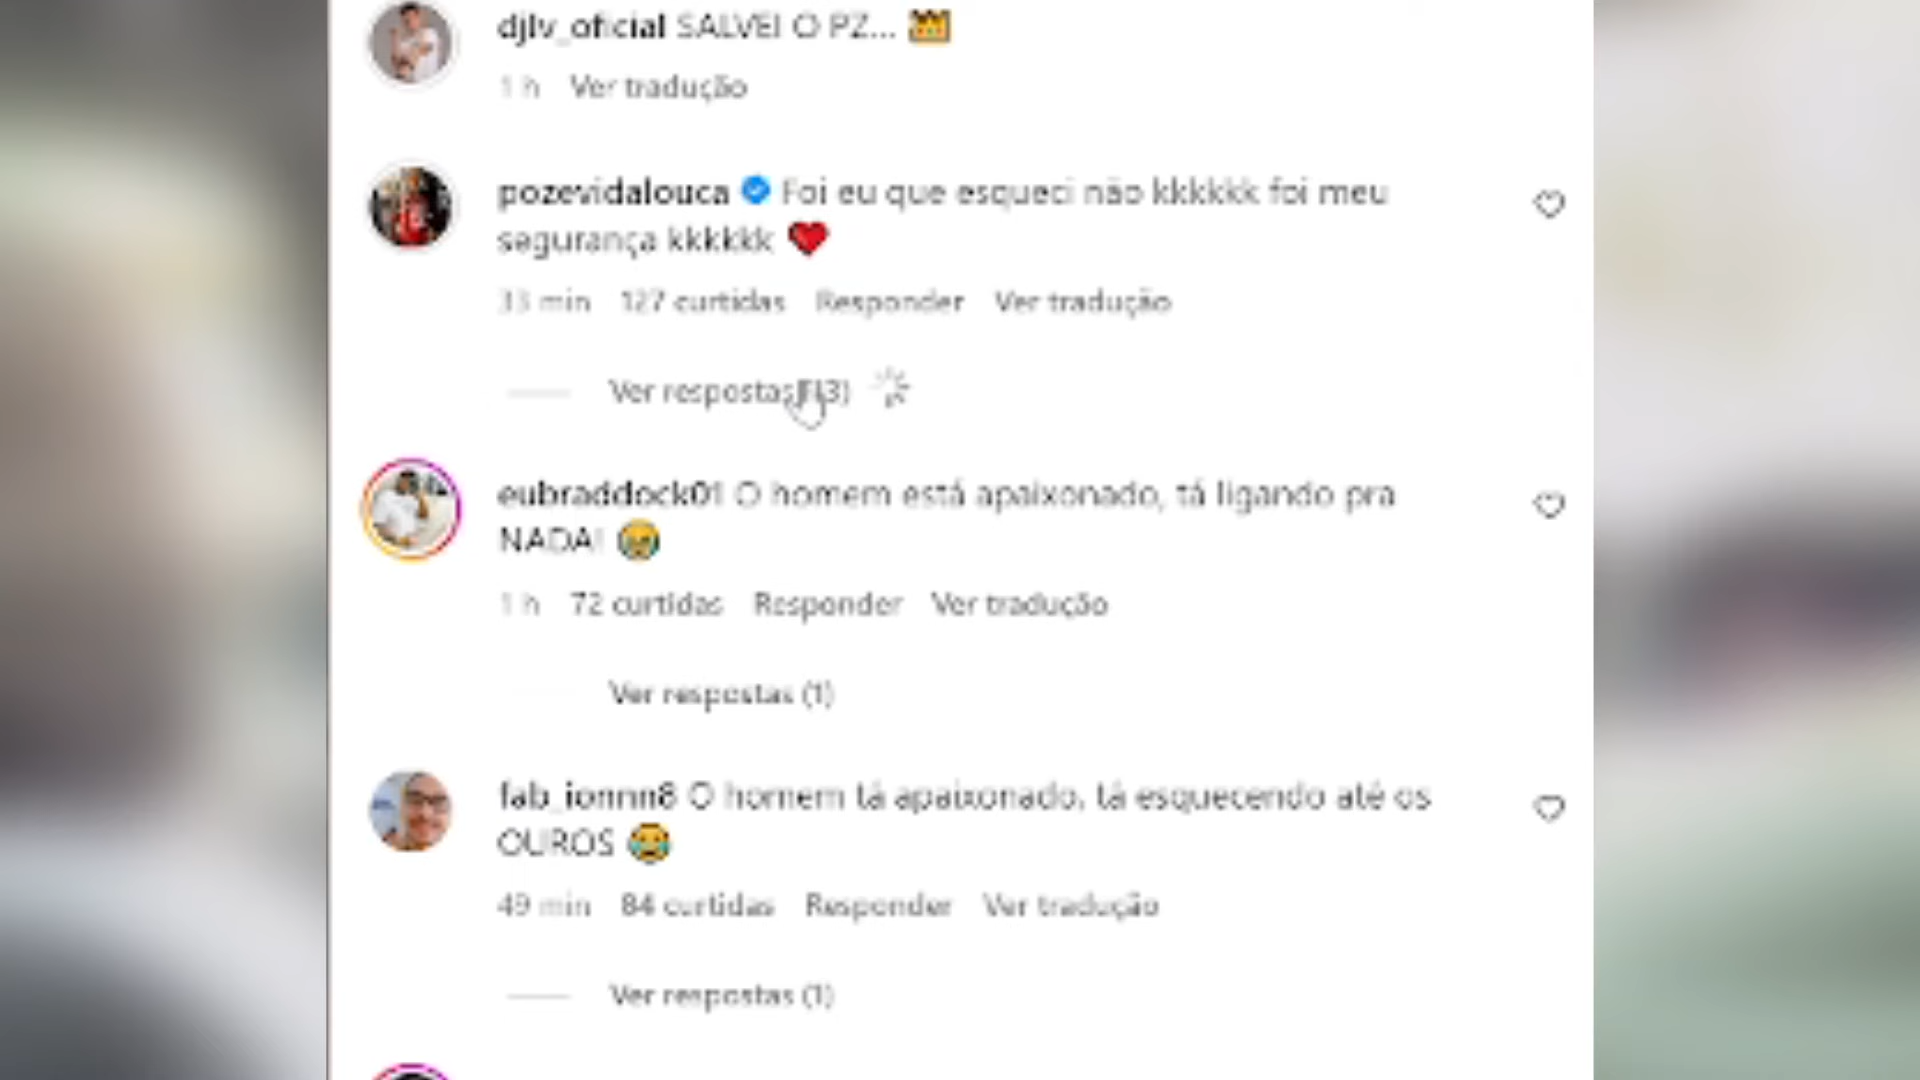 djlv_oficial SALVEI O PZ...
1 h Ver tradução
pozevidalouca Foi eu que esqueci não kkkkkk foi meu
segurança kkkkkk
33 min 127 curtidas Responder Ver tradução
Ver respostas
eubraddock01 O homem está apaixonado, tá ligando pra
NADA!
1 h 72 curtidas Responder Ver tradução
Ver respostas (1)
fab_ionnn8 O homem tá apaixonado, tá esquecendo até os
OUROS
49 min 84 curtidas Responder Ver tradução
Ver respostas (1)